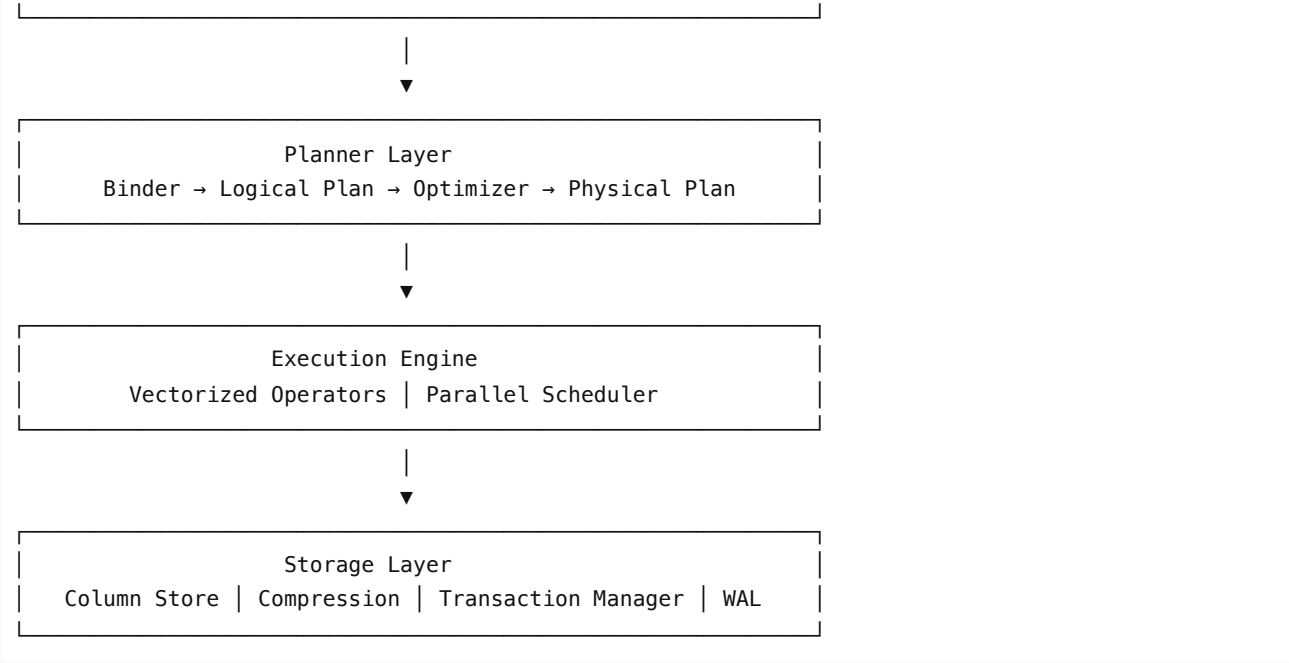 Planner Layer
Binder → Logical Plan → Optimizer → Physical Plan
Execution Engine
Vectorized Operators │ Parallel Scheduler
Storage Layer
Column Store │ Compression │ Transaction Manager │ WAL